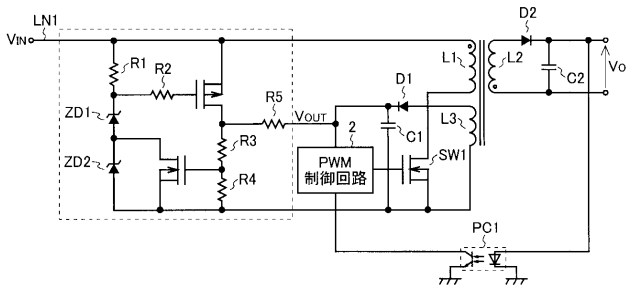 LN1
VIN
R1
R2
ZD1
ZD2
R3
R4
R5
VOUT
2
PWM
制御回路
C1
D1
L1
L2
L3
SW1
D2
C2
VO
PC1